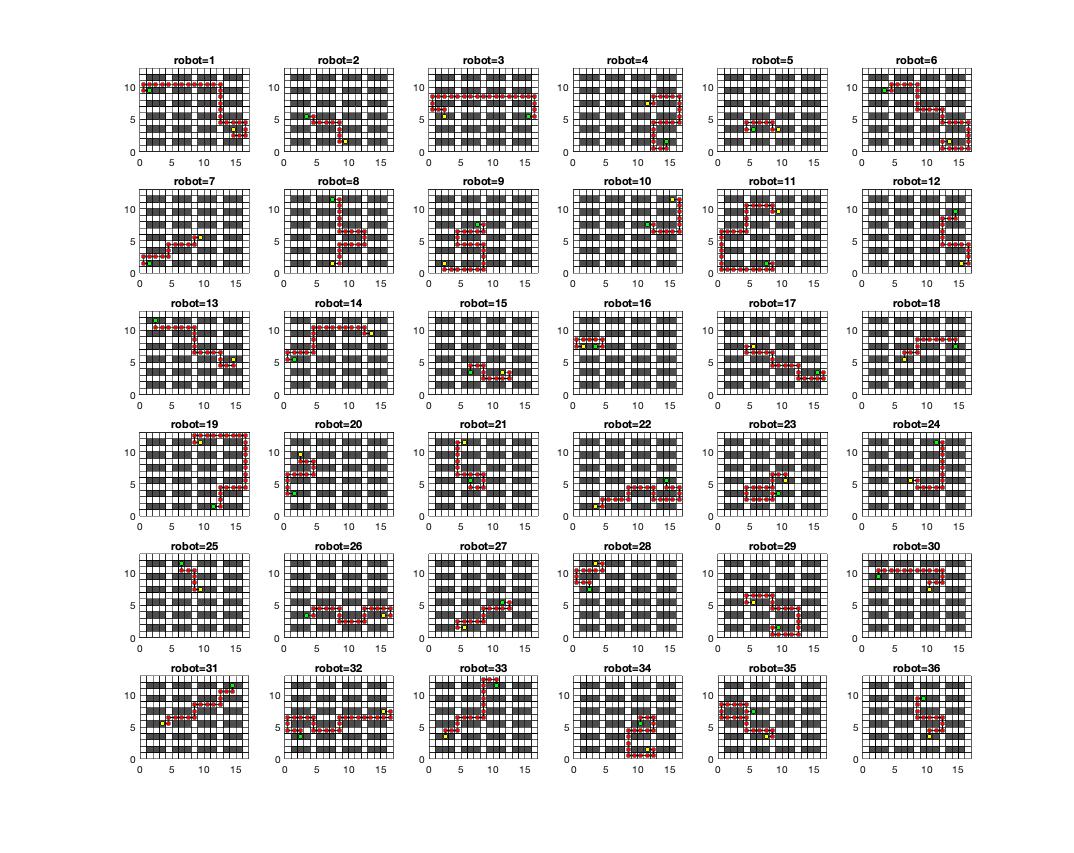 robot=1 robot=2 robot=3 robot=4 robot=5 robot=6
10 10 10 10 10 10
5 5 5 5 5 5
0 0 0 0 0 0
0 5 10 15 0 5 10 15 0 5 10 15 0 5 10 15 0 5 10 15 0 5 10 15
robot=7 robot=8 robot=9 robot=10 robot=11 robot=12
10 10 10 10 10 10
5 5 5 5 5 5
0 0 0 0 0 0
0 5 10 15 0 5 10 15 0 5 10 15 0 5 10 15 0 5 10 15 0 5 10 15
robot=13 robot=14 robot=15 robot=16 robot=17 robot=18
10 10 10 10 10 10
5 5 5 5 5 5
0 0 0 0 0 0
0 5 10 15 0 5 10 15 0 5 10 15 0 5 10 15 0 5 10 15 0 5 10 15
robot=19 robot=20 robot=21 robot=22 robot=23 robot=24
10 10 10 10 10 10
5 5 5 5 5 5
0 0 0 0 0 0
0 5 10 15 0 5 10 15 0 5 10 15 0 5 10 15 0 5 10 15 0 5 10 15
robot=25 robot=26 robot=27 robot=28 robot=29 robot=30
10 10 10 10 10 10
5 5 5 5 5 5
0 0 0 0 0 0
0 5 10 15 0 5 10 15 0 5 10 15 0 5 10 15 0 5 10 15 0 5 10 15
robot=31 robot=32 robot=33 robot=34 robot=35 robot=36
10 10 10 10 10 10
5 5 5 5 5 5
0 0 0 0 0 0
0 5 10 15 0 5 10 15 0 5 10 15 0 5 10 15 0 5 10 15 0 5 10 15